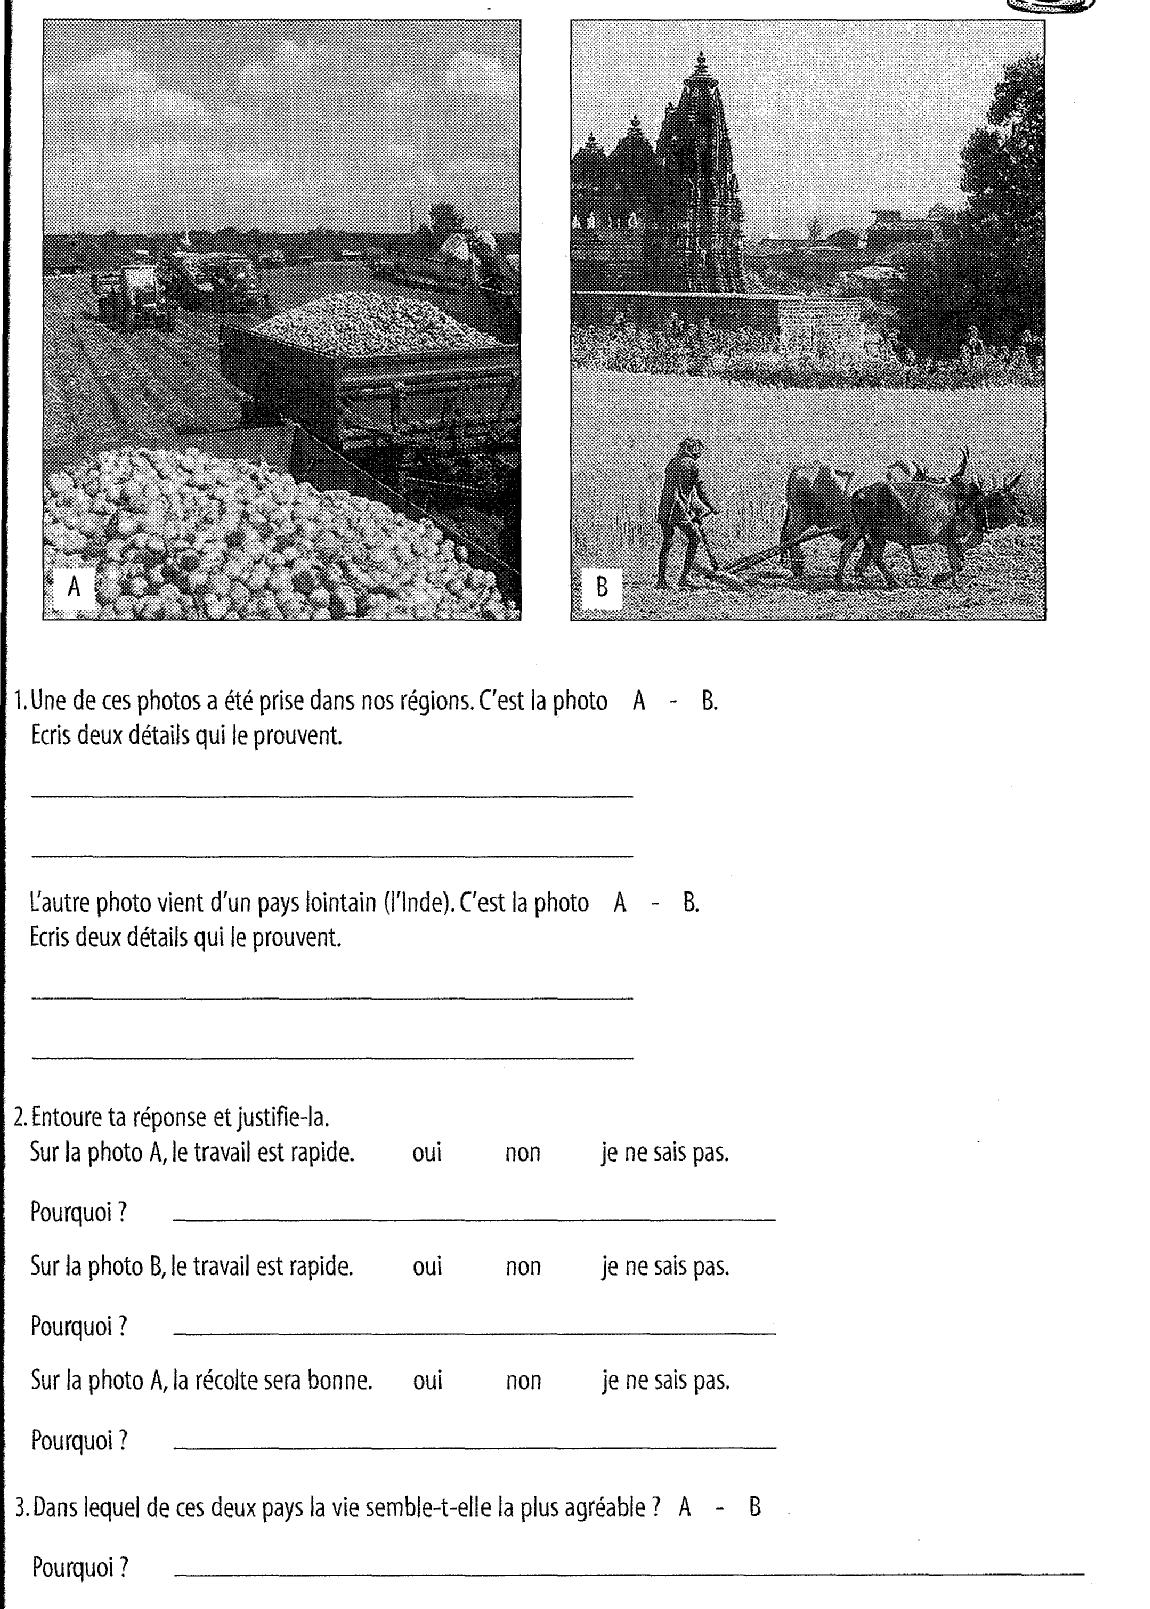 A
B
1. Une de ces photos a été prise dans nos régions. C'est la photo A - B.
Ecris deux détails qui le prouvent.
L'autre photo vient d'un pays lointain (l'Inde). C'est la photo A - B.
Ecris deux détails qui le prouvent.
2. Entoure ta réponse et justifie-la.
Sur la photo A, le travail est rapide. oui non je ne sais pas.
Pourquoi ?
Sur la photo B, le travail est rapide. oui non je ne sais pas.
Pourquoi ?
Sur la photo A, la récolte sera bonne. oui non je ne sais pas.
Pourquoi ?
3. Dans lequel de ces deux pays la vie semble-t-elle la plus agréable ? A - B
Pourquoi ?